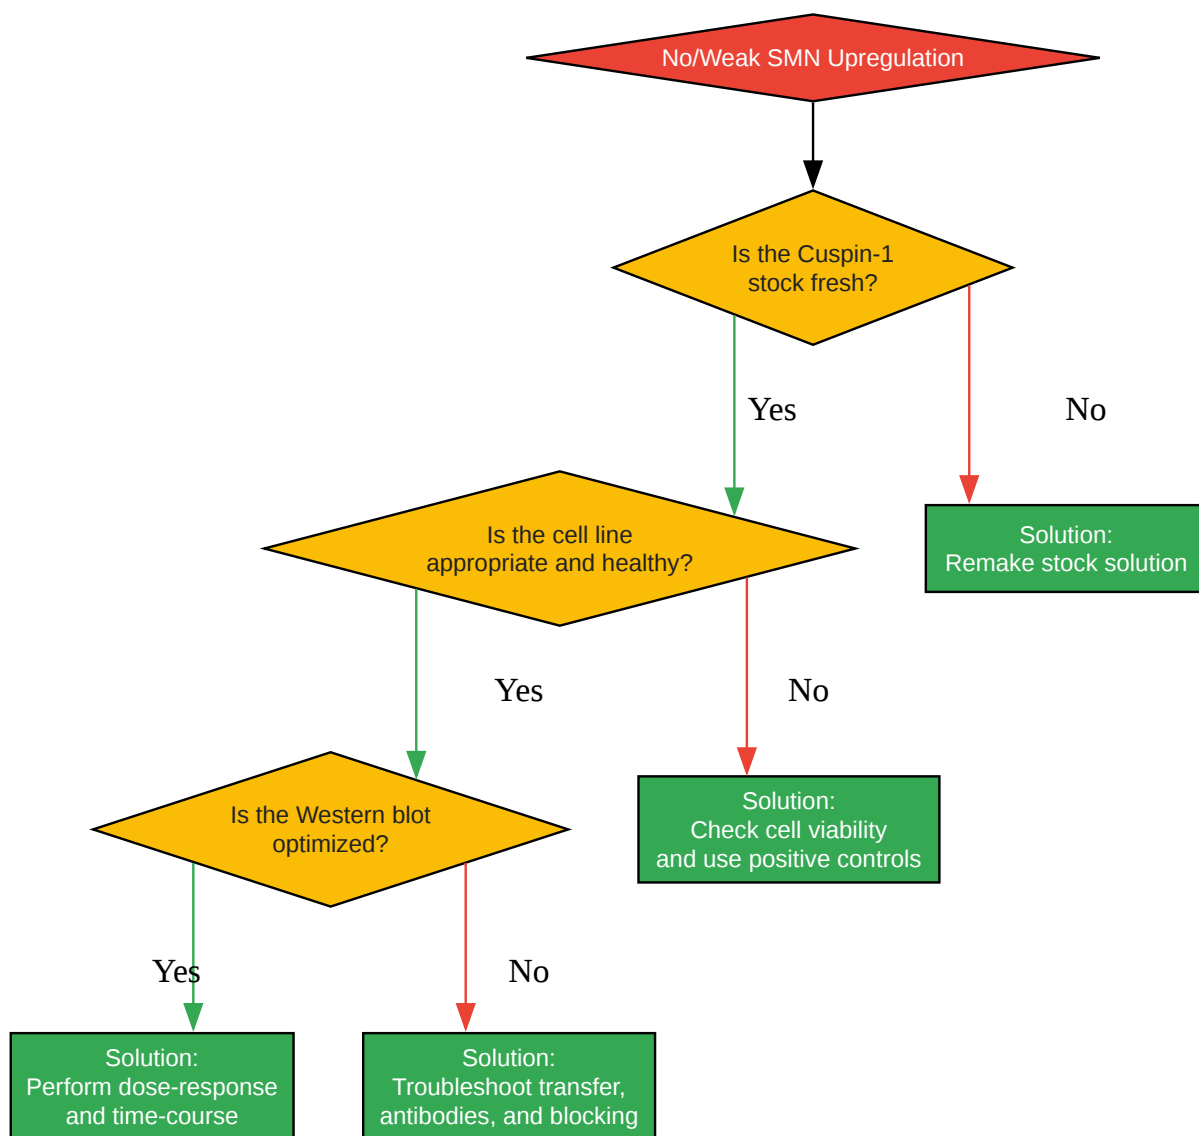 No/Weak SMN Upregulation
Is the Cuspin-1
stock fresh?
Yes
No
Is the cell line
appropriate and healthy?
Solution:
Remake stock solution
Yes
No
Is the Western blot
optimized?
Solution:
Check cell viability
and use positive controls
Yes
No
Solution:
Perform dose-response
and time-course
Solution:
Troubleshoot transfer,
antibodies, and blocking